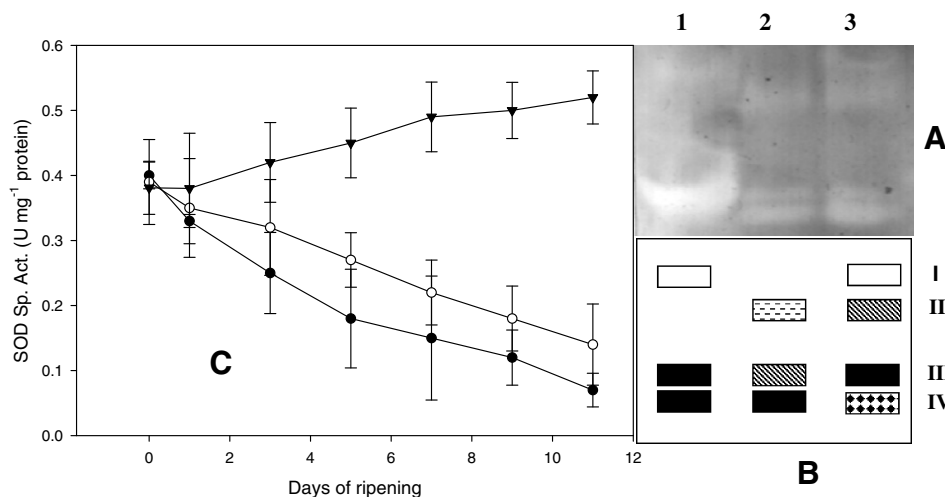 1 2 3
A
I
II
III
IV
B
0.6
0.5
0.4
0.3
0.2
0.1
0.0
SOD Sp. Act. (U mg⁻¹ protein)
C
0 2 4 6 8 10 12
Days of ripening